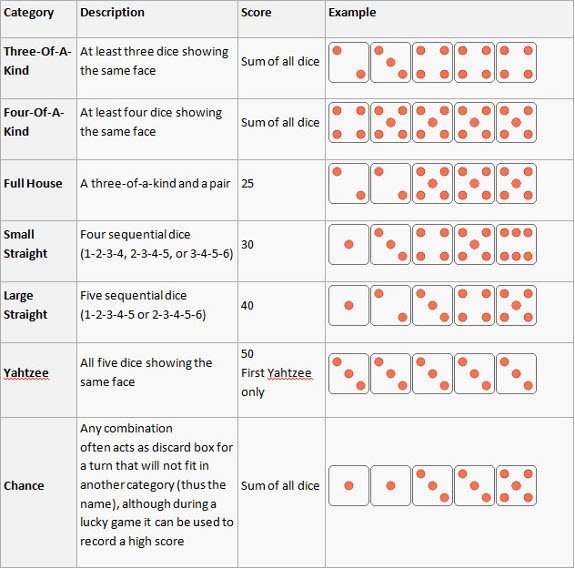 Category Description Score Example
Three-Of-A-
Kind
At least three dice showing
the same face
Sum of all dice
Four-Of-A-
Kind
At least four dice showing
the same face
Sum of all dice
Full House
A three-of-a-kind and a pair
25
Small
Straight
Four sequential dice
(1-2-3-4, 2-3-4-5, or 3-4-5-6)
30
Large
Straight
Five sequential dice
(1-2-3-4-5 or 2-3-4-5-6)
40
Yahtzee
All five dice showing the
same face
50
First Yahtzee
only
Chance
Any combination
often acts as discard box for
a turn that will not fit in
another category (thus the
name), although during a
lucky game it can be used to
record a high score
Sum of all dice